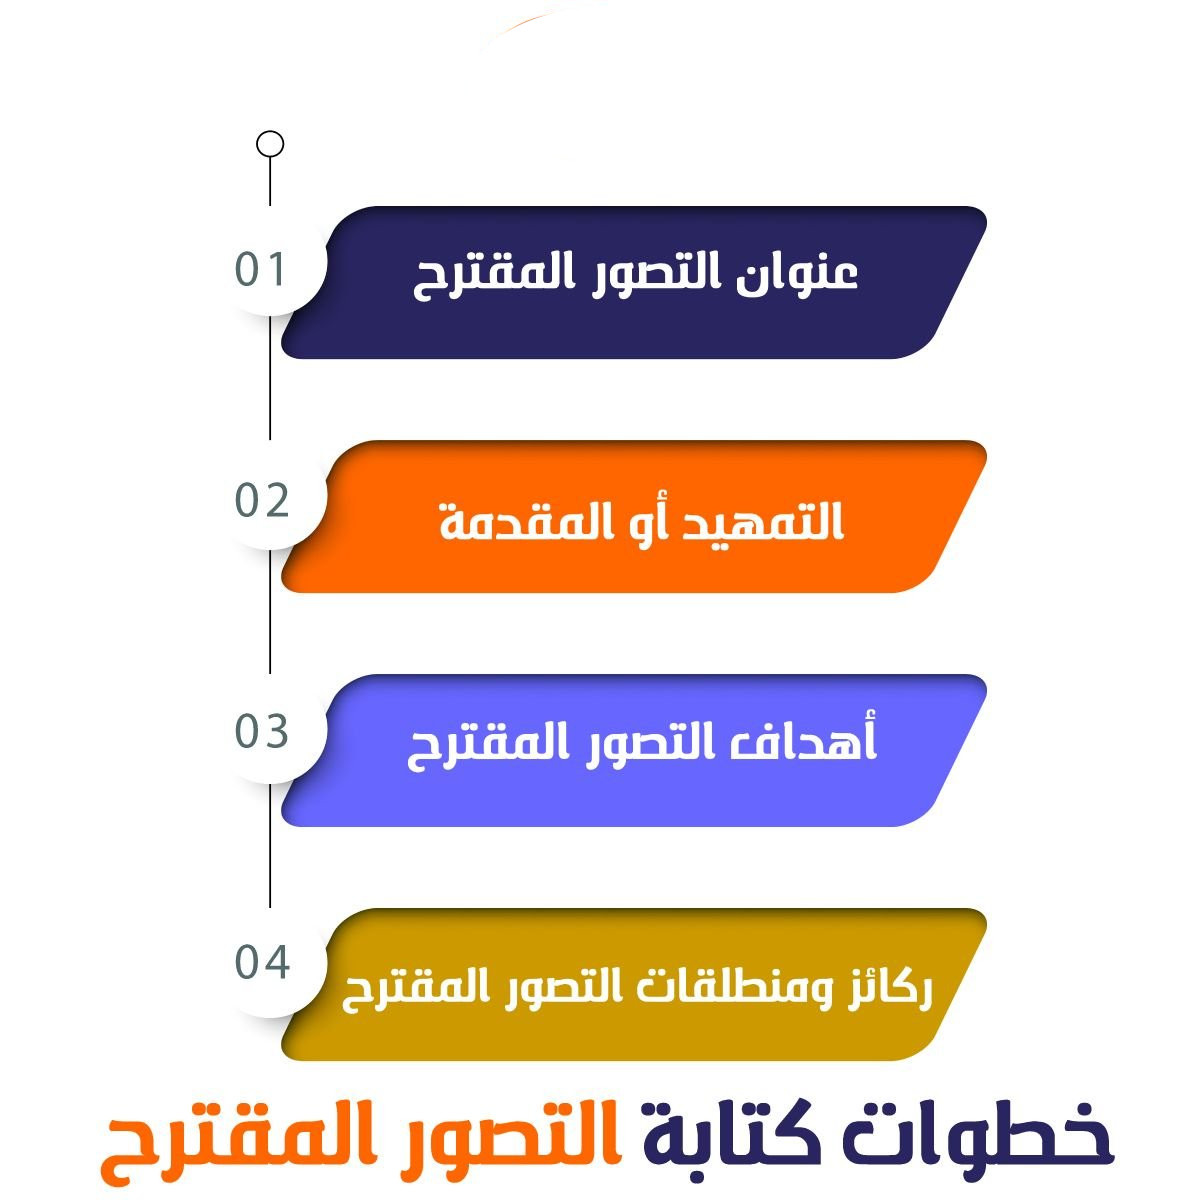 01
عنوان التصور المقترح
02
التمهيد أو المقدمة
03
أهداف التصور المقترح
04
ركائز ومنطلقات التصور المقترح
خطوات كتابة التصور المقترح